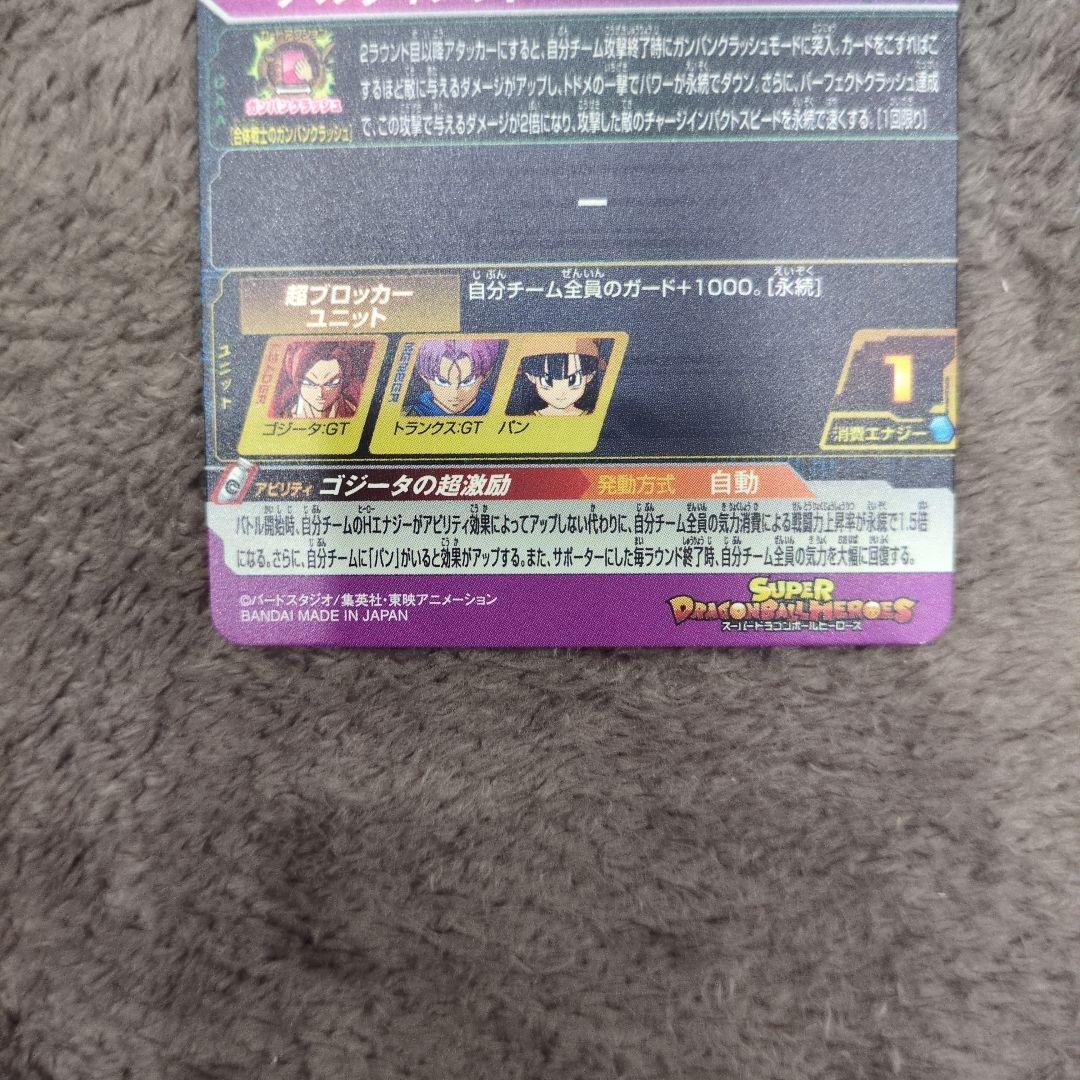 カードアクション
ガンバンクラッシュ
【合体戦士のガンバンクラッシュ】
CAA
2ラウンド目以降アタッカーにすると、自分チーム攻撃終了時にガンバンクラッシュモードに突入。カードをこすればこ
するほど敵に与えるダメージがアップし、トドメの一撃でパワーが永続でダウン。さらに、パーフェクトクラッシュ達成
で、この攻撃で与えるダメージが2倍になり、攻撃した敵のチャージインパクトスピードを永続で速くする。[1回限り]
ー
ユニット
超ブロッカー
ユニット
自分チーム全員のガード+1000。[永続]
LEADER
ゴジータ:GT
MEMBER
トランクス:GT パン
1
消費エナジー
アビリティ ゴジータの超激励 発動方式 自動
バトル開始時、自分チームのHエナジーがアビリティ効果によってアップしない代わりに、自分チーム全員の気力消費による戦闘力上昇率が永続で1.5倍
になる。さらに、自分チームに「パン」がいると効果がアップする。また、サポーターにした毎ラウンド終了時、自分チーム全員の気力を大幅に回復する。
©バードスタジオ/集英社・東映アニメーション
BANDAI MADE IN JAPAN
SUPER
DRAGONBALL HEROES
スーパードラゴンボールヒーローズ